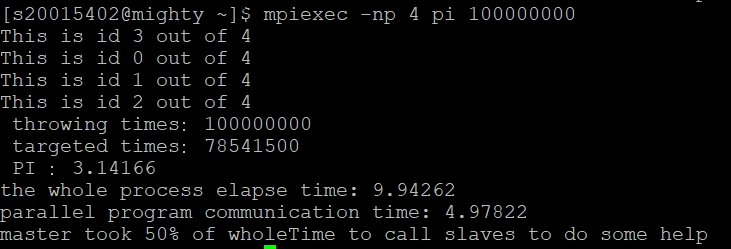 [s20015402@mighty ~]$ mpiexec -np 4 pi 100000000
This is id 3 out of 4
This is id 0 out of 4
This is id 1 out of 4
This is id 2 out of 4
throwing times: 100000000
targeted times: 78541500
PI : 3.14166
the whole process elapse time: 9.94262
parallel program communication time: 4.97822
master took 50% of wholeTime to call slaves to do some help